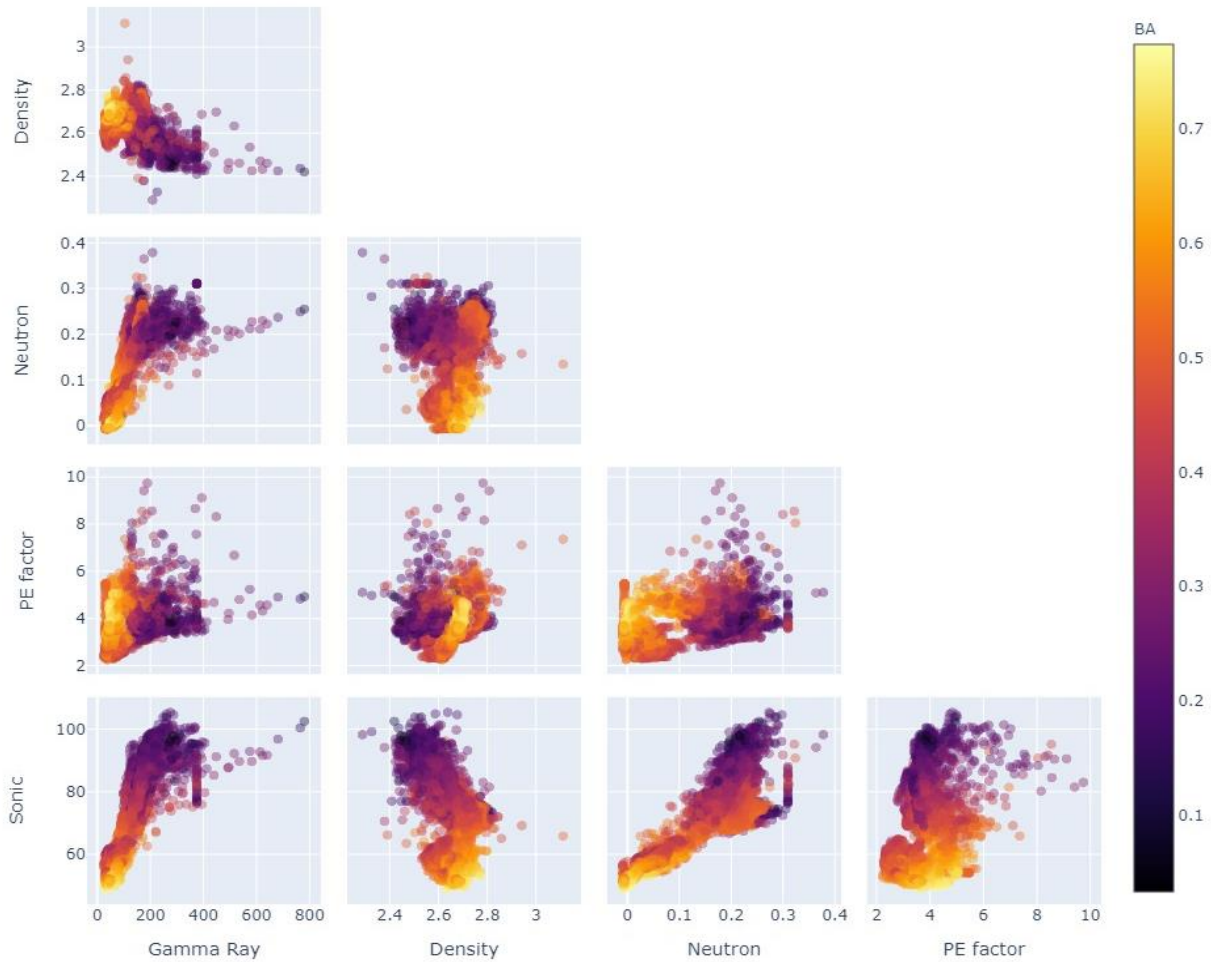 BA
3
2.8
2.6
2.4
Density
0.7
0.6
0.5
0.4
0.3
0.2
0.1
0.4
0.3
0.2
0.1
0
Neutron
10
8
6
4
2
PE factor
100
80
60
Sonic
0 200 400 600 800
2.4 2.6 2.8 3
0 0.1 0.2 0.3 0.4
2 4 6 8 10
Gamma Ray
Density
Neutron
PE factor